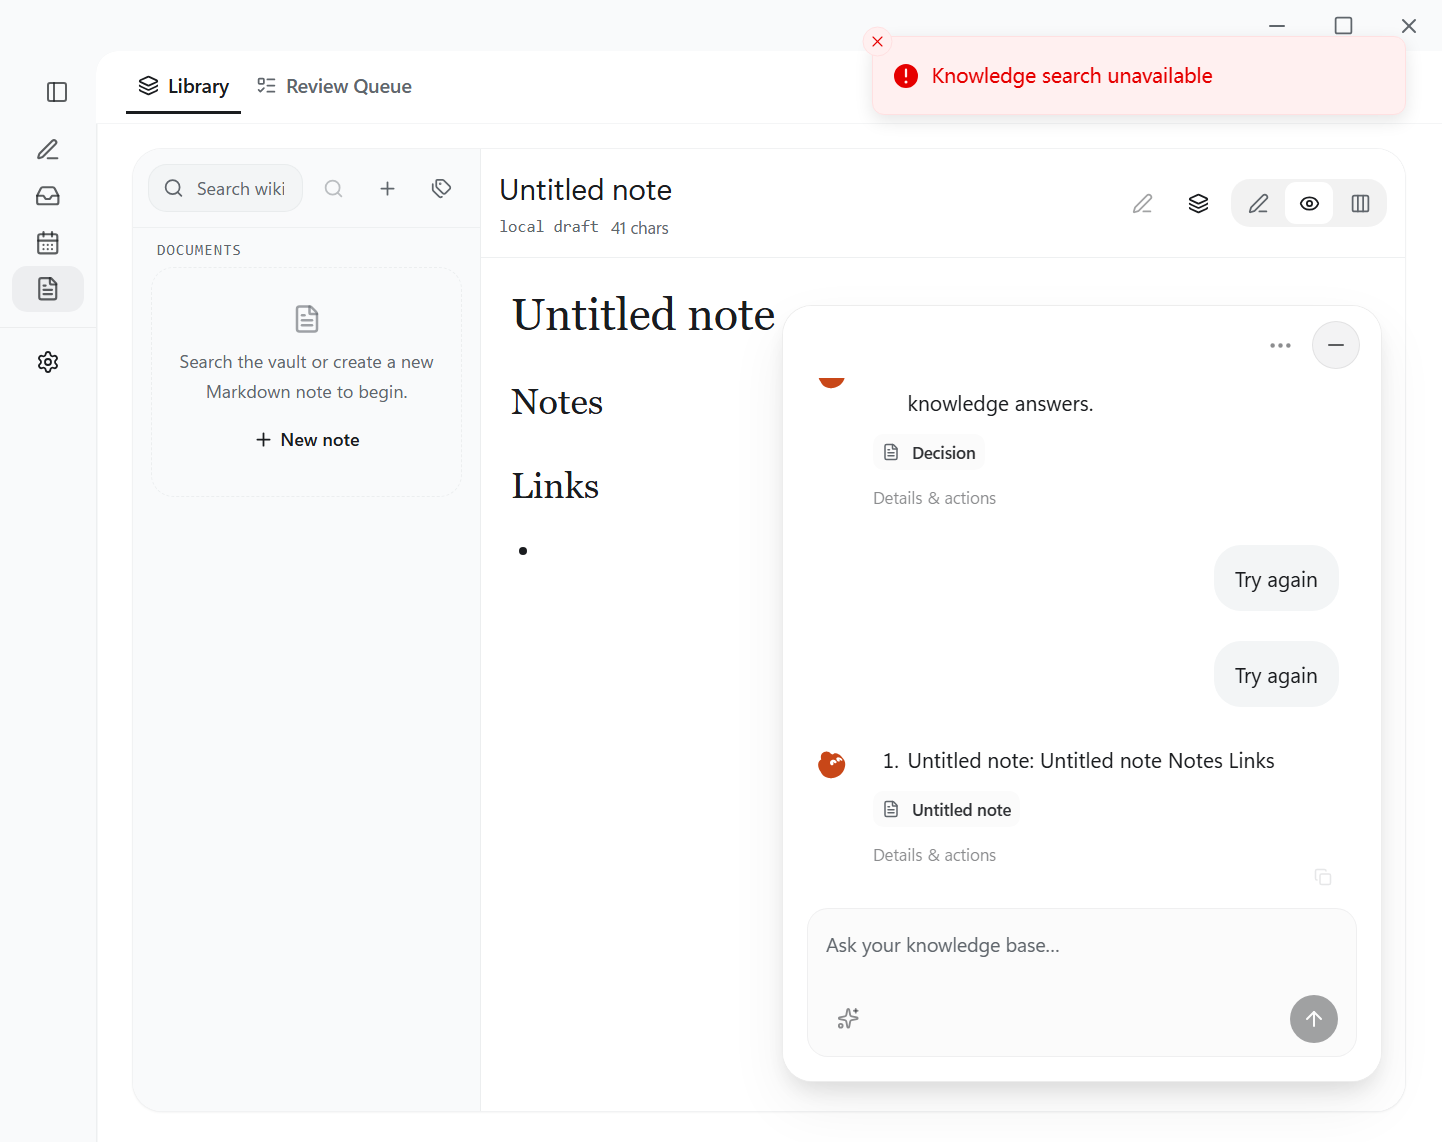 Library
Review Queue
Knowledge search unavailable
Search wiki
DOCUMENTS
Search the vault or create a new
Markdown note to begin.
New note
Untitled note
local draft 41 chars
Untitled note
Notes
Links
knowledge answers.
Decision
Details & actions
Try again
Try again
1. Untitled note: Untitled note Notes Links
Untitled note
Details & actions
Ask your knowledge base...